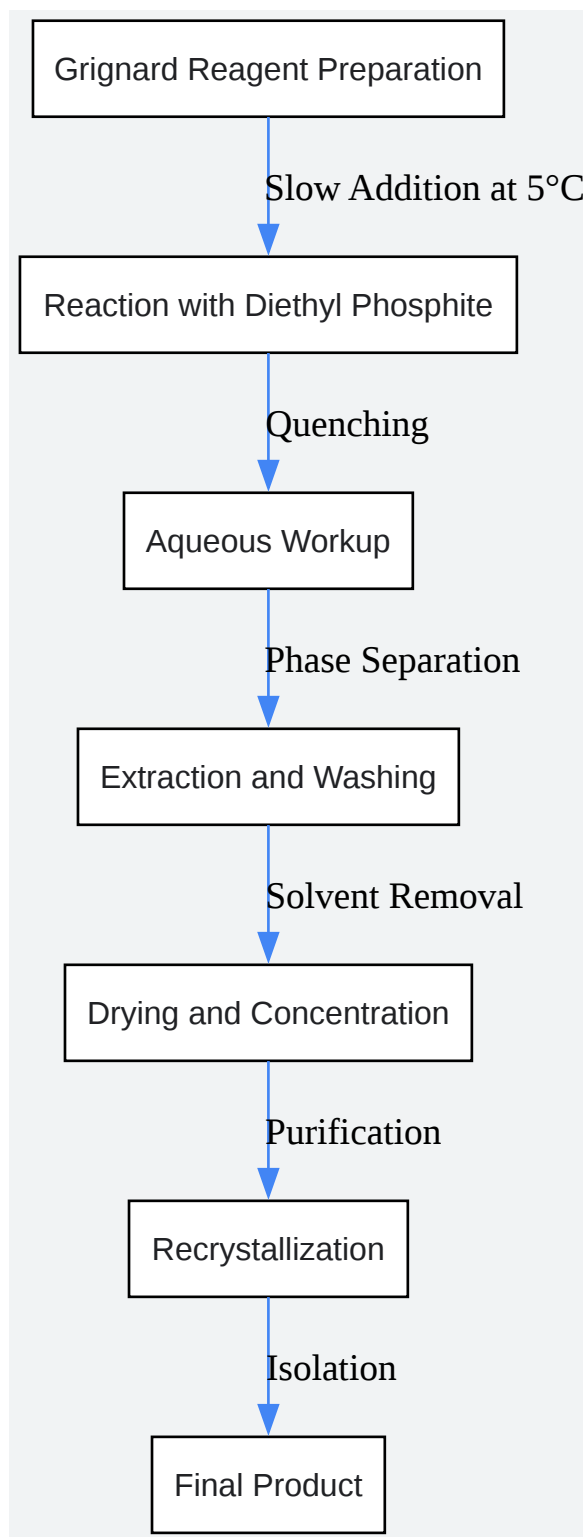 Grignard Reagent Preparation
Slow Addition at 5°C
Reaction with Diethyl Phosphite
Quenching
Aqueous Workup
Phase Separation
Extraction and Washing
Solvent Removal
Drying and Concentration
Purification
Recrystallization
Isolation
Final Product